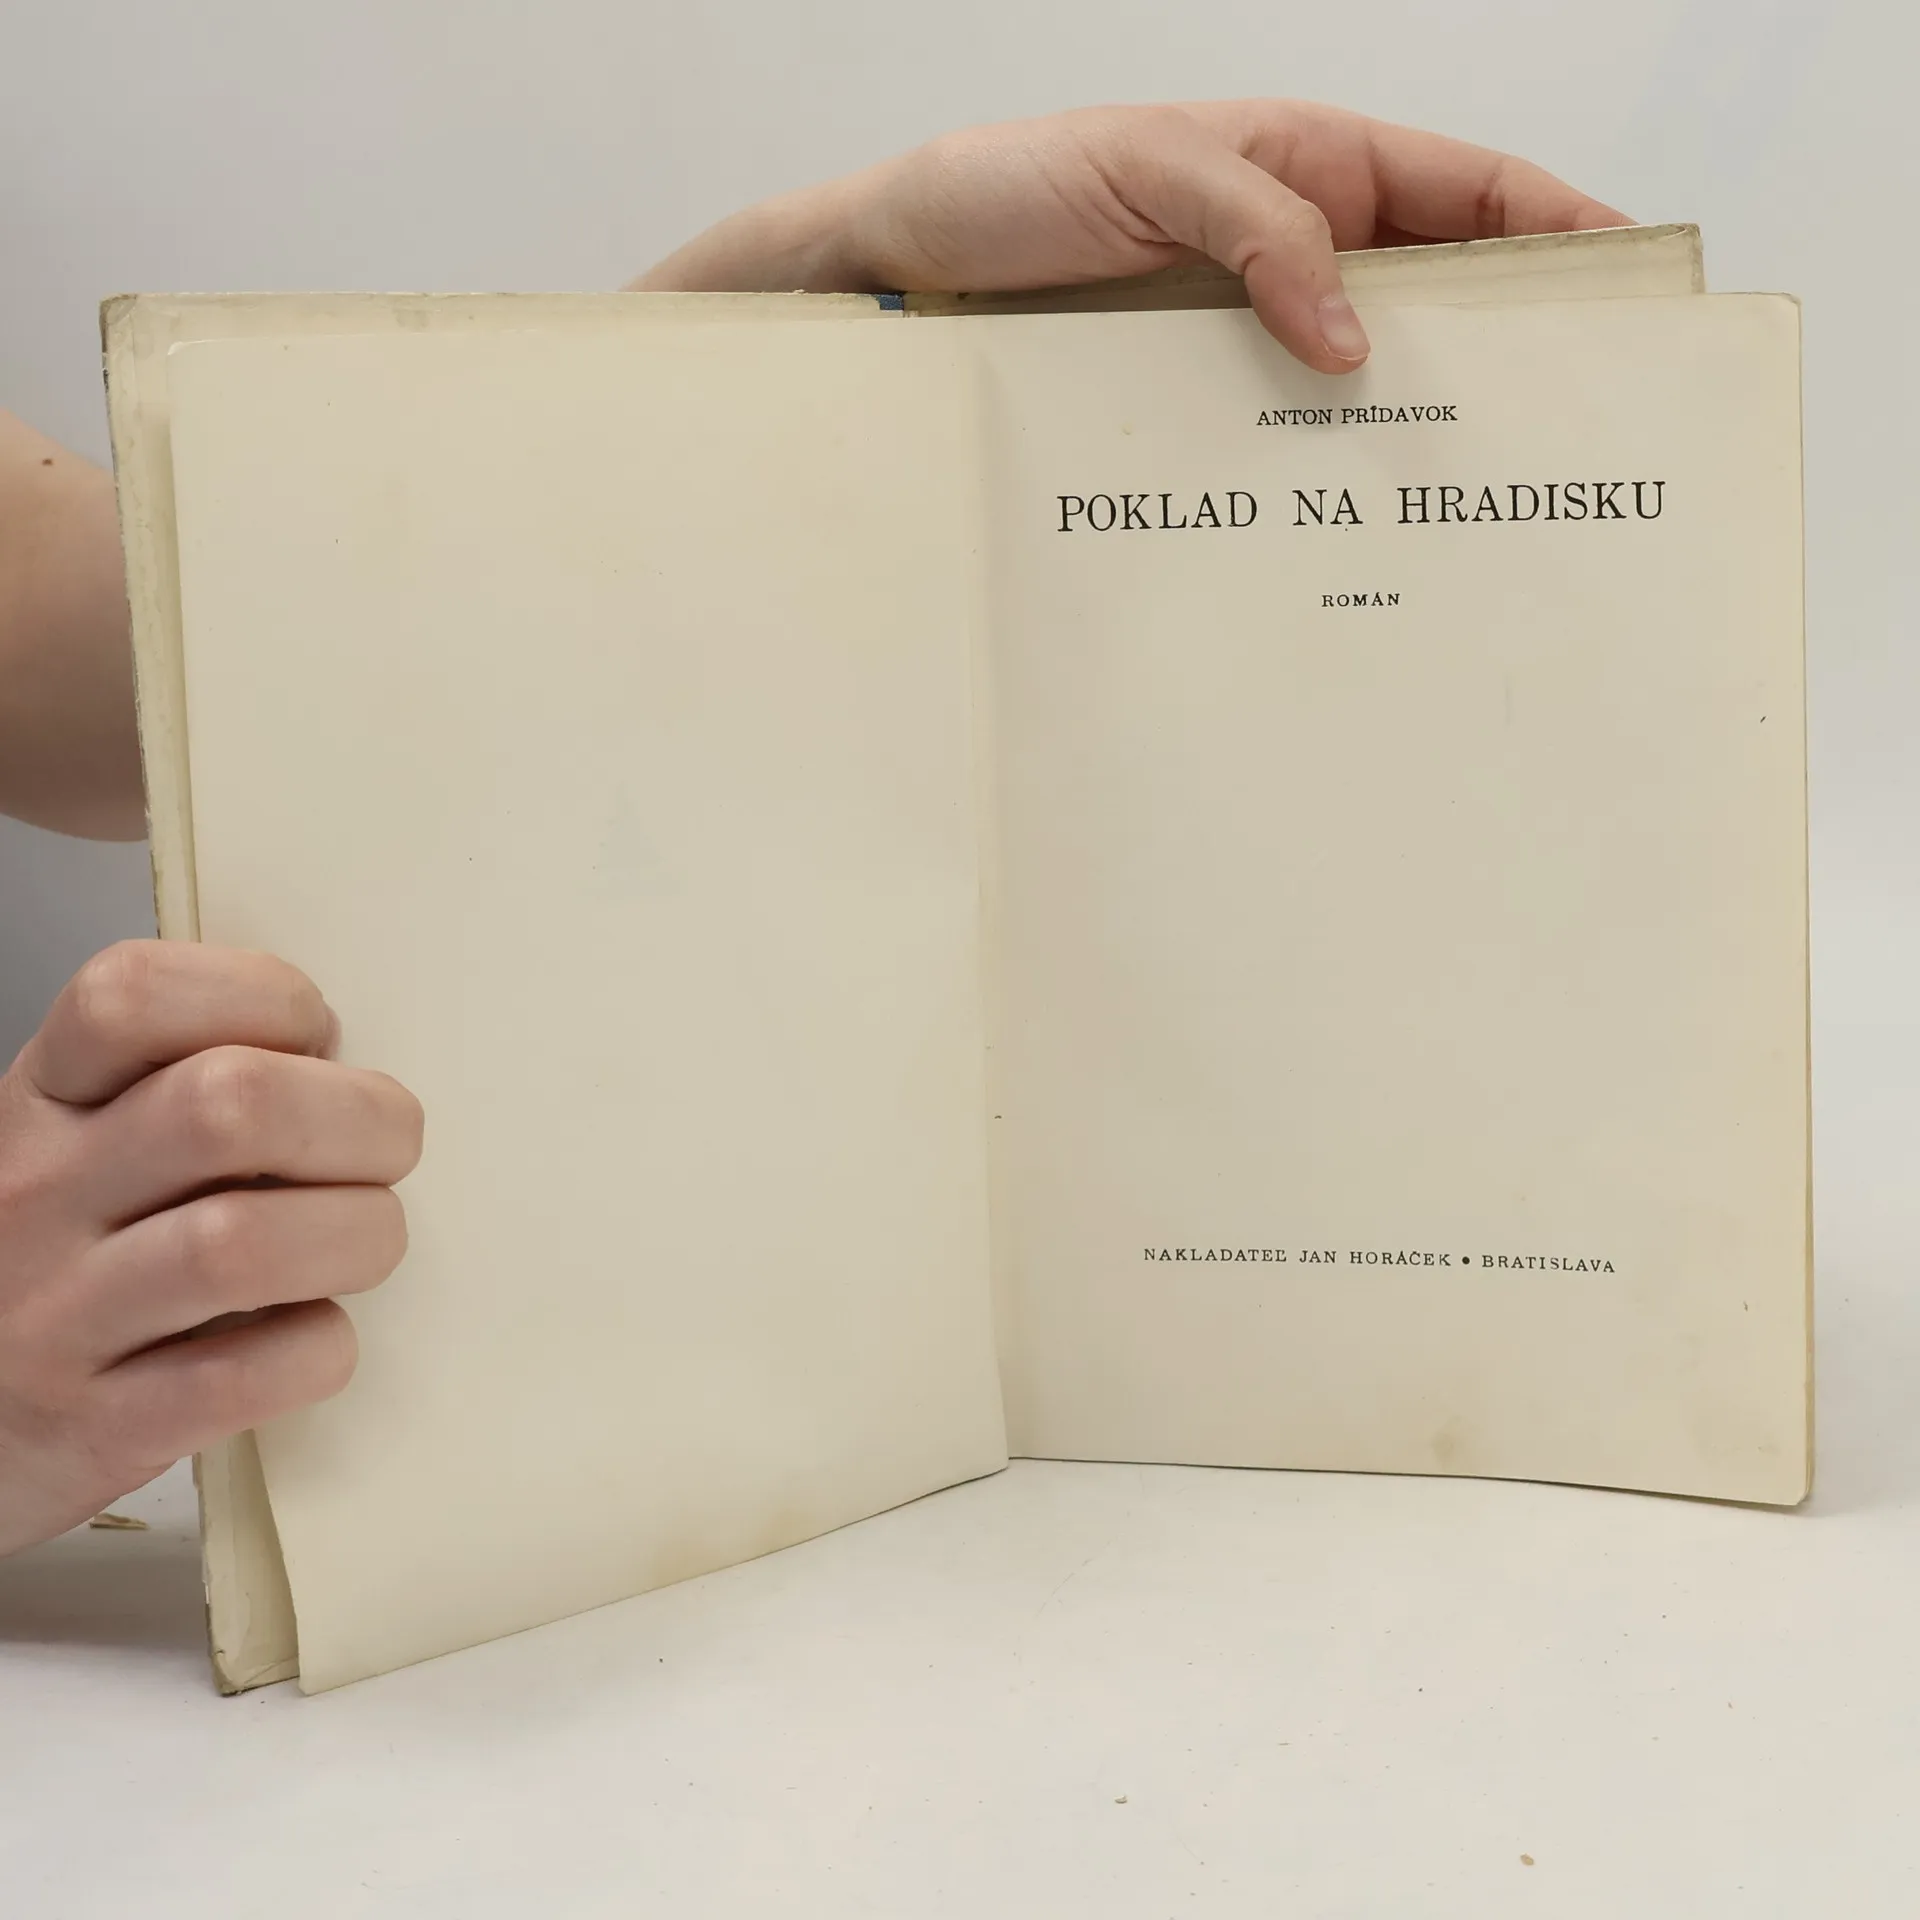 ANTON PRÍDAVOK
POKLAD NA HRADISKU
ROMÁN
NAKLADATEĽ JAN HORÁČEK • BRATISLAVA